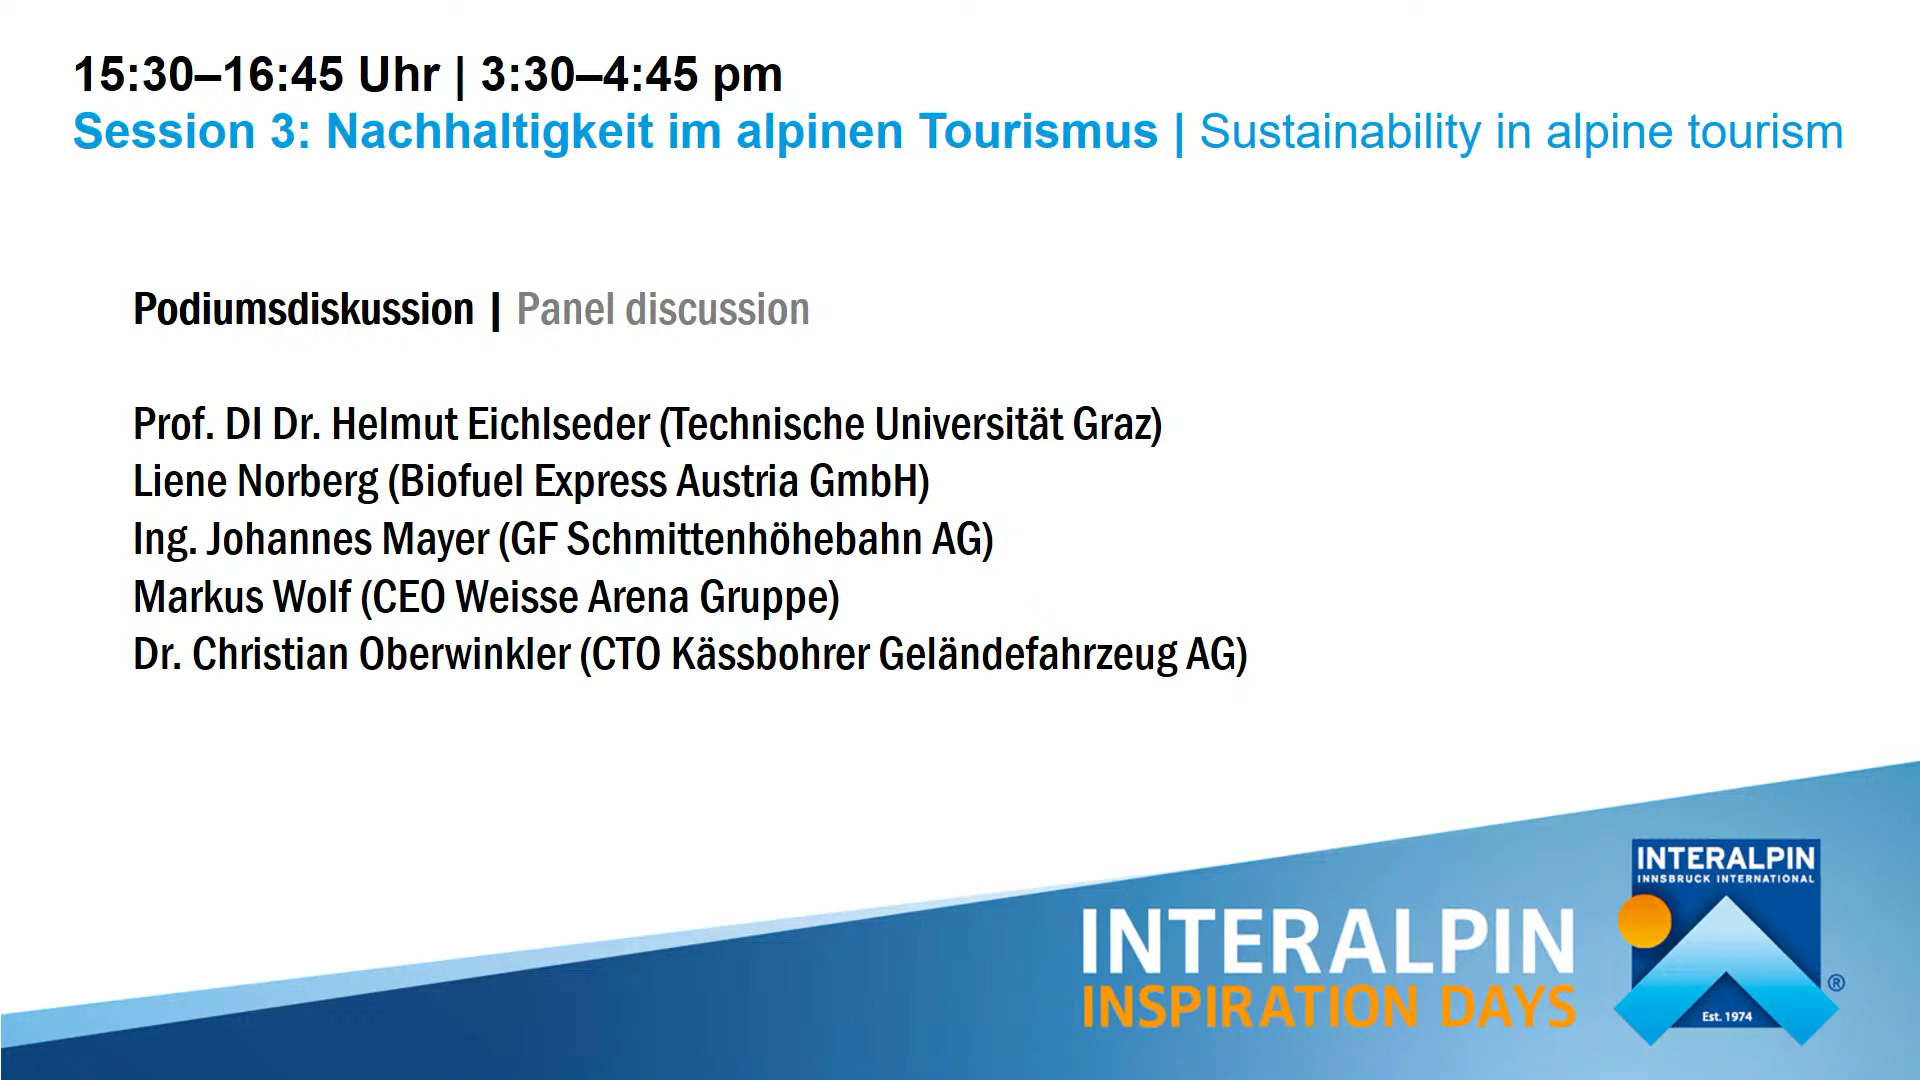 15:30–16:45 Uhr | 3:30–4:45 pm
Session 3: Nachhaltigkeit im alpinen Tourismus | Sustainability in alpine tourism
Podiumsdiskussion | Panel discussion
Prof. DI Dr. Helmut Eichlseder (Technische Universität Graz)
Liene Norberg (Biofuel Express Austria GmbH)
Ing. Johannes Mayer (GF Schmittenhöhebahn AG)
Markus Wolf (CEO Weisse Arena Gruppe)
Dr. Christian Oberwinkler (CTO Kässbohrer Geländefahrzeug AG)
INTERALPIN
INSPIRATION DAYS
INTERALPIN
INNSBRUCK INTERNATIONAL
®
Est. 1974